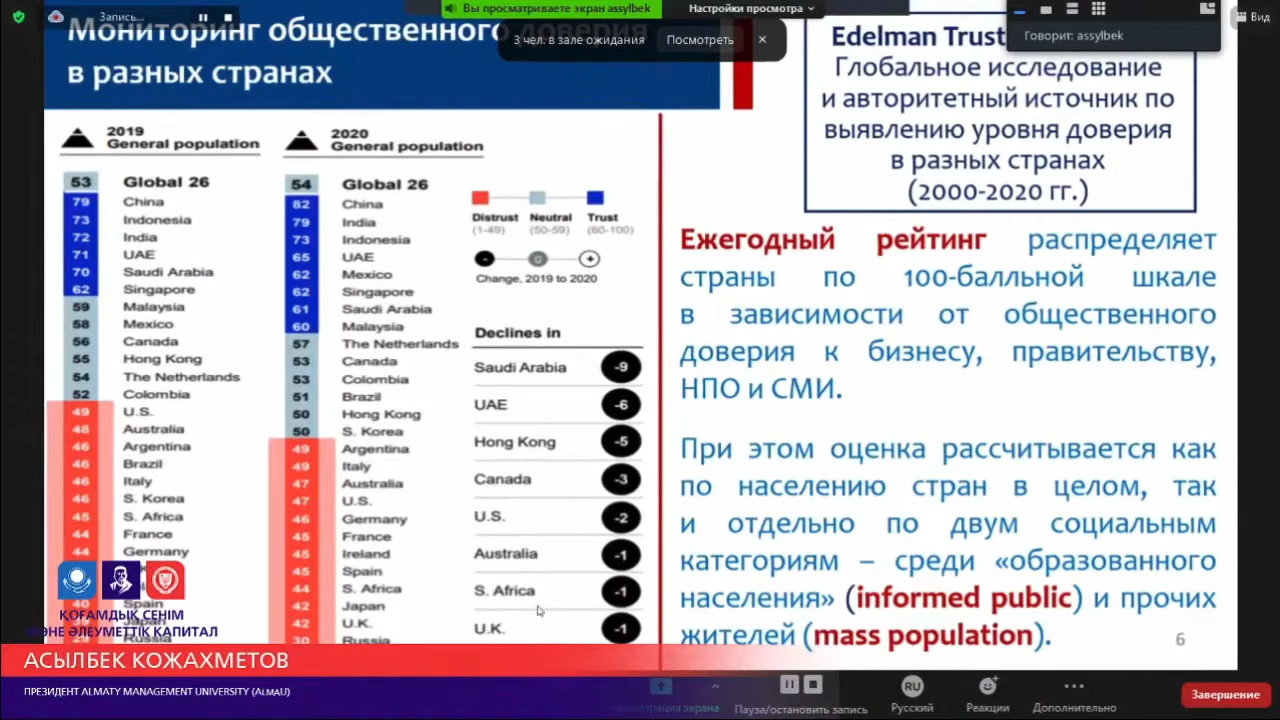 Запись...
Вы просматриваете экран assylbek
Настройки просмотра
Вид
Говорит: assylbek
3 чел. в зале ожидания
Посмотреть
Мониторинг общественного доверия
в разных странах
Edelman Trust
Глобальное исследование
и авторитетный источник по
выявлению уровня доверия
в разных странах
(2000-2020 гг.)
2019
General population
53 Global 26
79 China
73 Indonesia
72 India
71 UAE
70 Saudi Arabia
62 Singapore
59 Malaysia
58 Mexico
56 Canada
55 Hong Kong
54 The Netherlands
52 Colombia
49 U.S.
48 Australia
46 Argentina
46 Brazil
46 Italy
46 S. Korea
45 S. Africa
44 France
44 Germany
Spain
Japan
Russia
2020
General population
54 Global 26
82 China
79 India
73 Indonesia
65 UAE
62 Mexico
62 Singapore
61 Saudi Arabia
60 Malaysia
57 The Netherlands
53 Canada
53 Colombia
51 Brazil
50 Hong Kong
50 S. Korea
49 Argentina
49 Italy
47 Australia
47 U.S.
46 Germany
45 France
45 Ireland
45 Spain
44 S. Africa
42 Japan
42 U.K.
30 Russia
Distrust Neutral Trust
(1-49) (50-59) (60-100)
- 0 +
Change, 2019 to 2020
Declines in
Saudi Arabia -9
UAE -6
Hong Kong -5
Canada -3
U.S. -2
Australia -1
S. Africa -1
U.K. -1
Ежегодный рейтинг распределяет
страны по 100-балльной шкале
в зависимости от общественного
доверия к бизнесу, правительству,
НПО и СМИ.
При этом оценка рассчитывается как
по населению стран в целом, так
и отдельно по двум социальным
категориям – среди «образованного
населения» (informed public) и прочих
жителей (mass population).
6
ҚОҒАМДЫҚ СЕНІМ
ЖӘНЕ ӘЛЕУМЕТТІК КАПИТАЛ
АСЫЛБЕК КОЖАХМЕТОВ
ПРЕЗИДЕНТ ALMATY MANAGEMENT UNIVERSITY (ALMAU)
экрана
Пауза/остановить запись
RU
Русский
Реакции
Дополнительно
Завершение